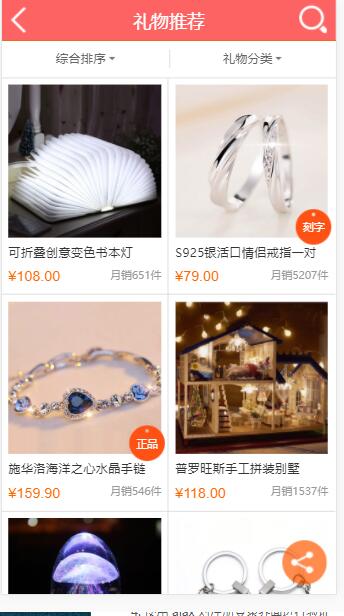 礼物推荐
综合排序 礼物分类
刻字
可折叠创意变色书本灯 S925银活口情侣戒指一对
¥108.00 月销651件 ¥79.00 月销5207件
正品
施华洛海洋之心水晶手链 普罗旺斯手工拼装别墅
¥159.90 月销546件 ¥118.00 月销1537件